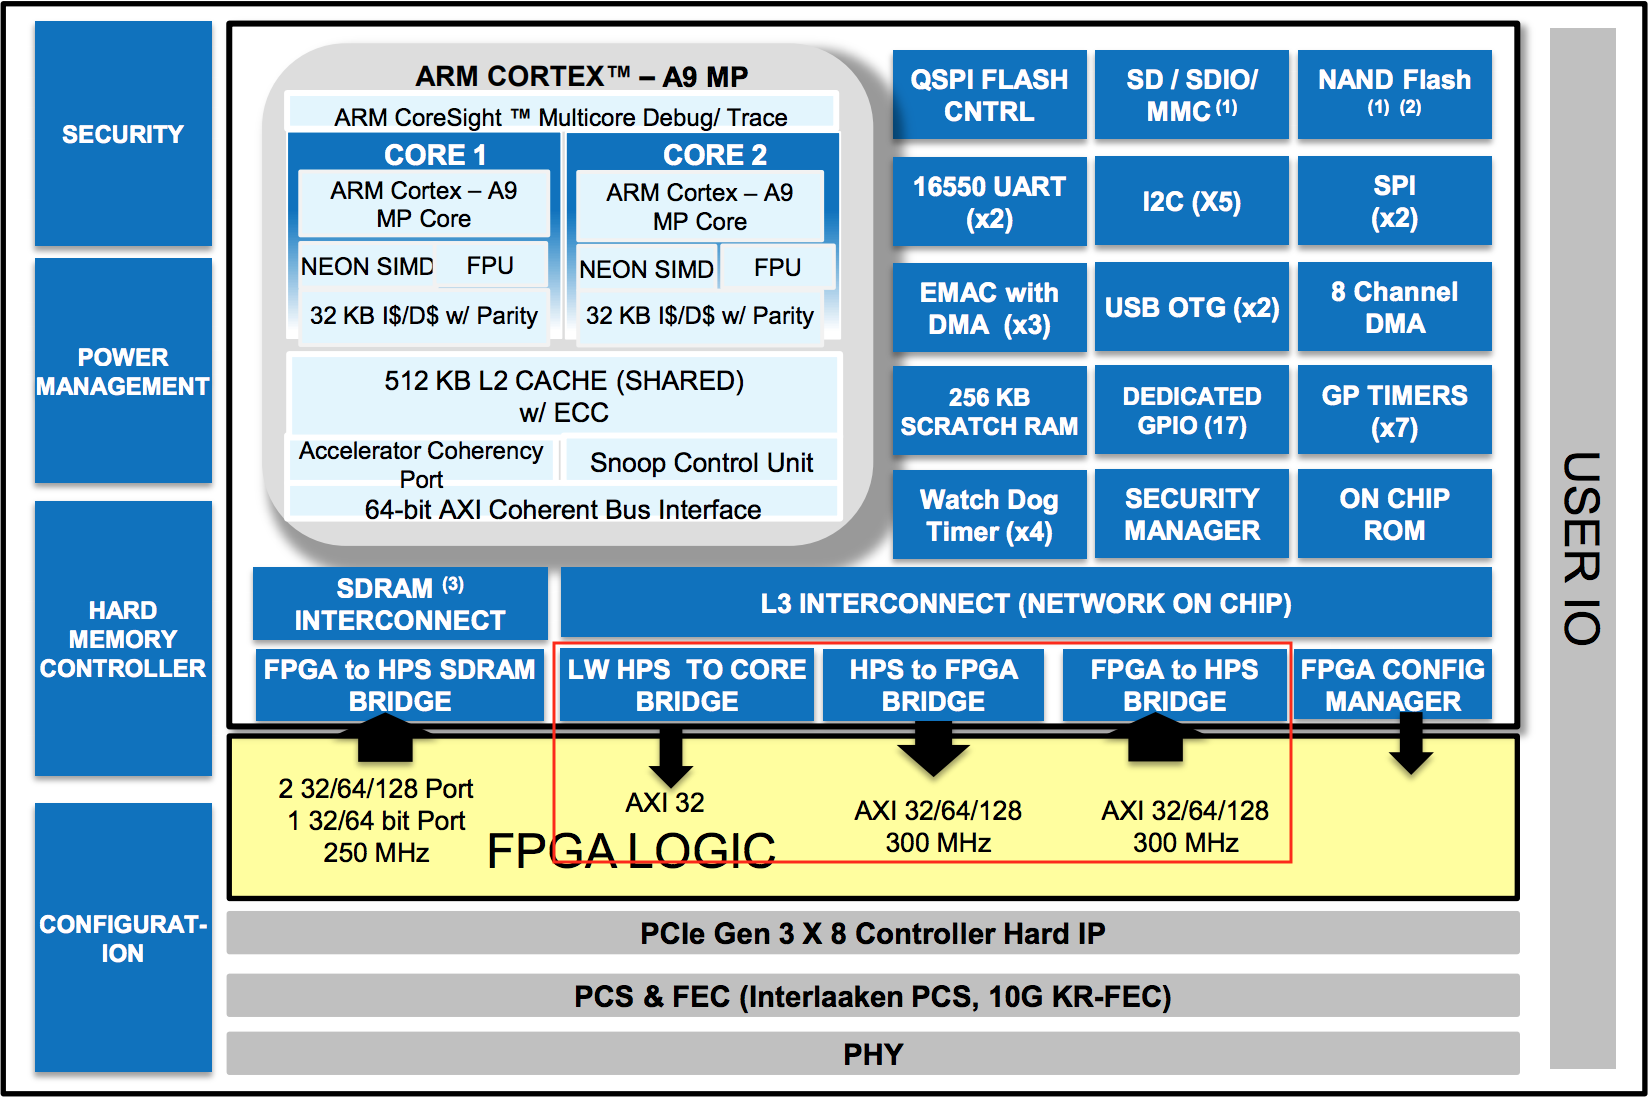 SECURITY
POWER
MANAGEMENT
HARD
MEMORY
CONTROLLER
CONFIGURAT-
ION
ARM CORTEX™ – A9 MP
ARM CoreSight ™ Multicore Debug/ Trace
CORE 1
ARM Cortex – A9
MP Core
NEON SIMD
FPU
32 KB I$/D$ w/ Parity
CORE 2
ARM Cortex – A9
MP Core
NEON SIMD
FPU
32 KB I$/D$ w/ Parity
512 KB L2 CACHE (SHARED)
w/ ECC
Accelerator Coherency
Port
Snoop Control Unit
64-bit AXI Coherent Bus Interface
QSPI FLASH
CNTRL
SD / SDIO/
MMC (1)
NAND Flash
(1) (2)
16550 UART
(x2)
I2C (X5)
SPI
(x2)
EMAC with
DMA (x3)
USB OTG (x2)
8 Channel
DMA
256 KB
SCRATCH RAM
DEDICATED
GPIO (17)
GP TIMERS
(x7)
Watch Dog
Timer (x4)
SECURITY
MANAGER
ON CHIP
ROM
SDRAM (3)
INTERCONNECT
L3 INTERCONNECT (NETWORK ON CHIP)
FPGA to HPS SDRAM
BRIDGE
LW HPS TO CORE
BRIDGE
HPS to FPGA
BRIDGE
FPGA to HPS
BRIDGE
FPGA CONFIG
MANAGER
2 32/64/128 Port
1 32/64 bit Port
250 MHz
AXI 32
AXI 32/64/128
300 MHz
AXI 32/64/128
300 MHz
FPGA LOGIC
PCIe Gen 3 X 8 Controller Hard IP
PCS & FEC (Interlaaken PCS, 10G KR-FEC)
PHY
USER IO